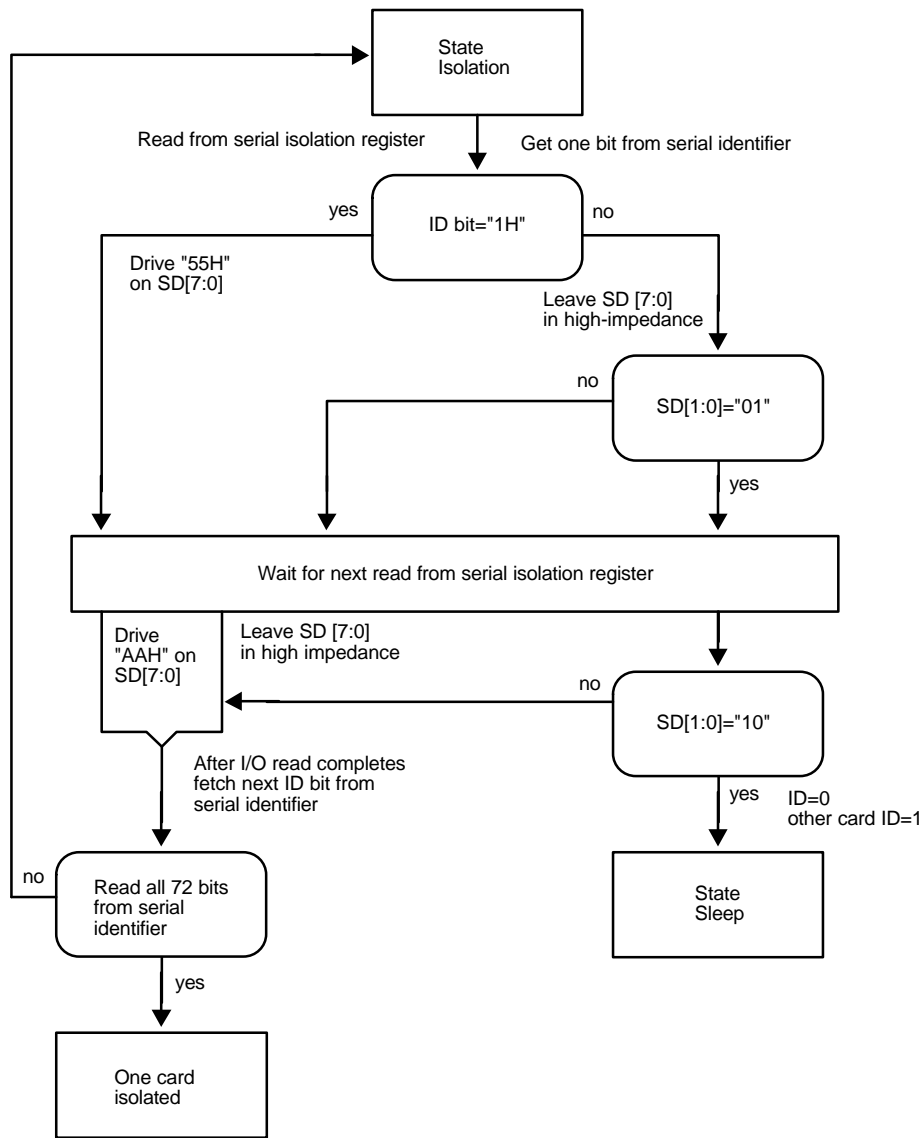 State
Isolation
Read from serial isolation register
Get one bit from serial identifier
yes
ID bit="1H"
no
Drive "55H"
on SD[7:0]
Leave SD [7:0]
in high-impedance
no
SD[1:0]="01"
yes
Wait for next read from serial isolation register
Drive
"AAH" on
SD[7:0]
Leave SD [7:0]
in high impedance
no
SD[1:0]="10"
After I/O read completes
fetch next ID bit from
serial identifier
yes
ID=0
other card ID=1
no
Read all 72 bits
from serial
identifier
State
Sleep
yes
One card
isolated